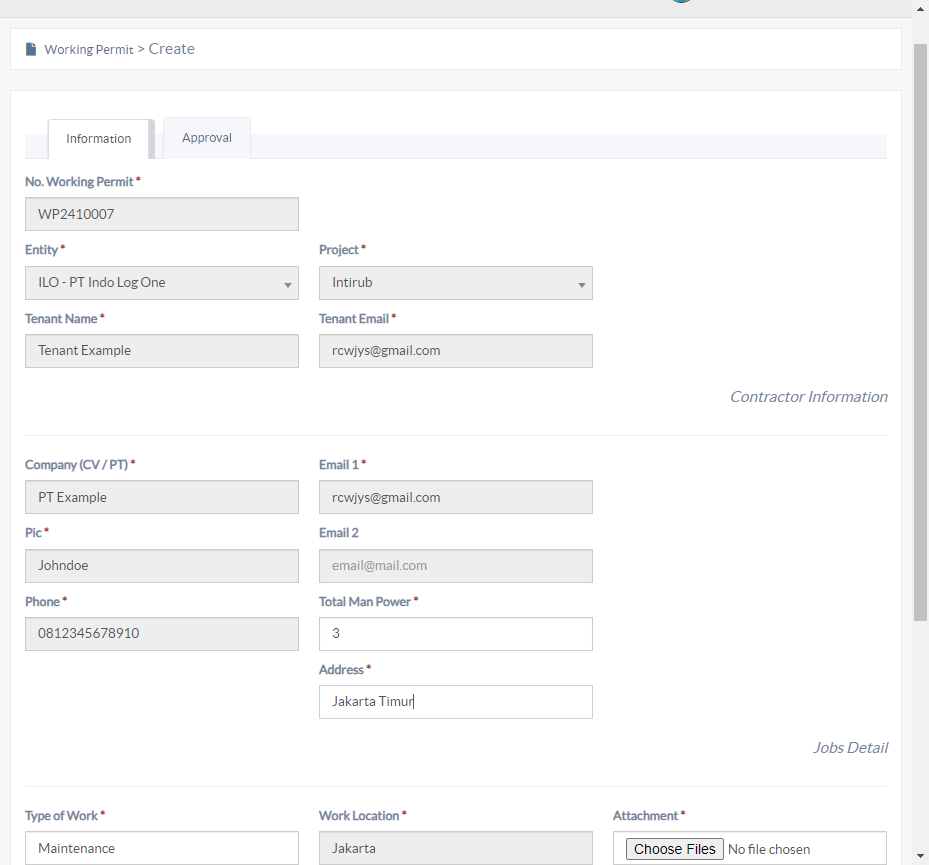 Working Permit > Create
Information Approval
No. Working Permit *
WP2410007
Entity * Project *
ILO - PT Indo Log One Intirub
Tenant Name * Tenant Email *
Tenant Example rcwjys@gmail.com
Contractor Information
Company (CV / PT) * Email 1 *
PT Example rcwjys@gmail.com
Pic * Email 2
Johndoe email@mail.com
Phone * Total Man Power *
0812345678910 3
Address *
Jakarta Timur
Jobs Detail
Type of Work * Work Location * Attachment *
Maintenance Jakarta Choose Files No file chosen